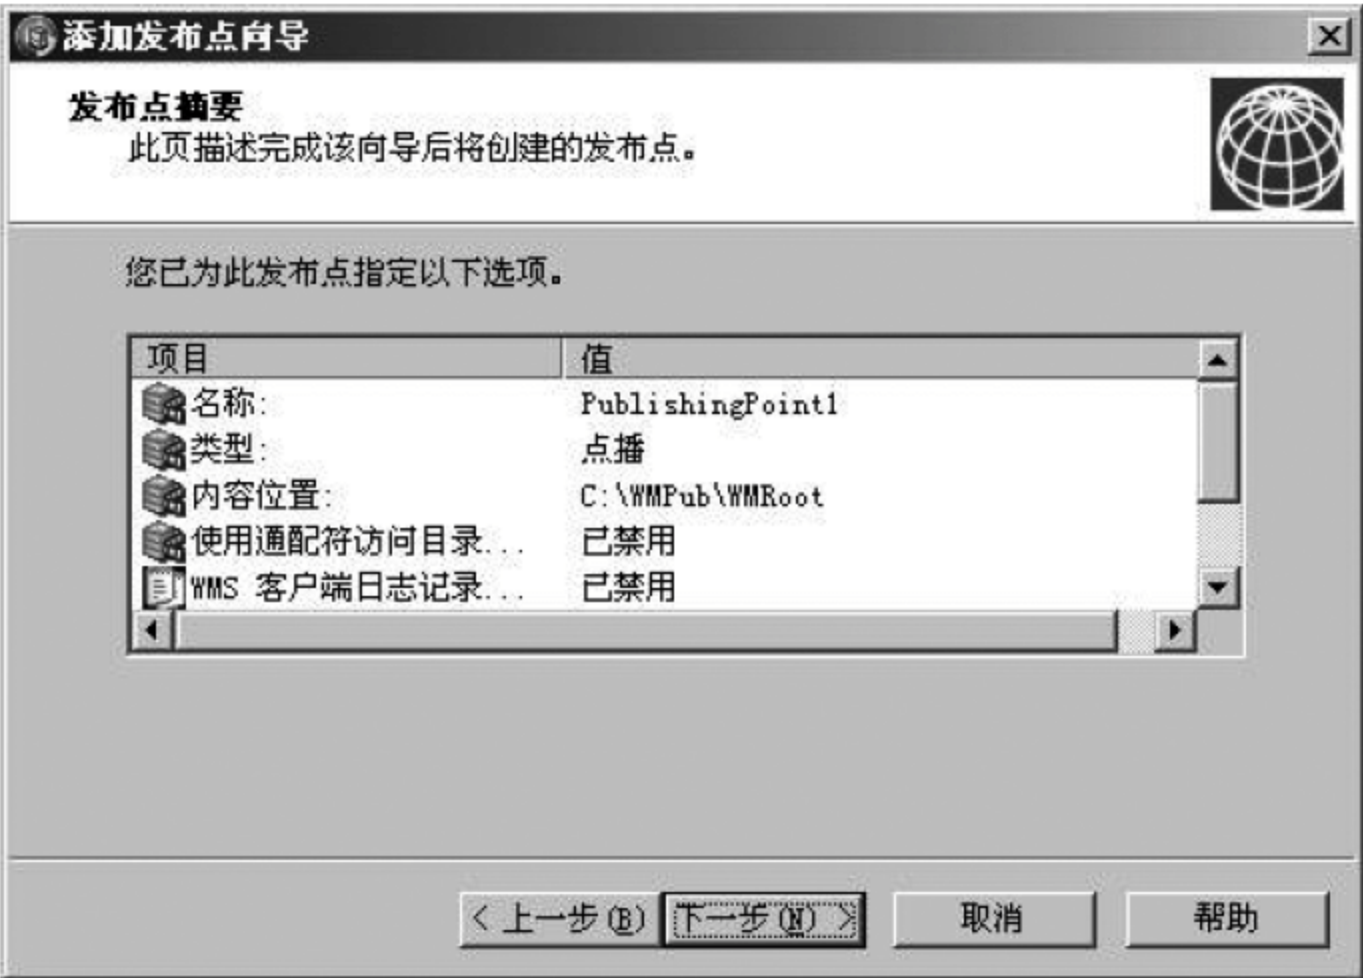 添加发布点向导
发布点摘要
此页描述完成该向导后将创建的发布点。
您已为此发布点指定以下选项。
项目 值
名称: PublishingPoint1
类型: 点播
内容位置: C:\WMPub\WMRoot
使用通配符访问目录... 已禁用
WMS 客户端日志记录... 已禁用
< 上一步(B) 下一步(N) > 取消 帮助